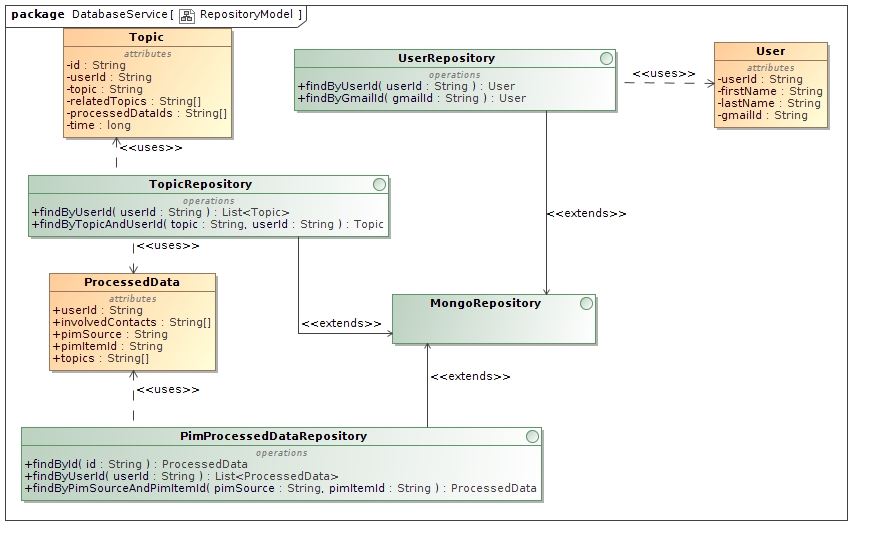 package DatabaseService [ RepositoryModel ]
Topic
attributes
-id : String
-userId : String
-topic : String
-relatedTopics : String[]
-processedDataIds : String[]
-time : long
UserRepository
operations
+findByUserId( userId : String ) : User
+findByGmailId( gmailId : String ) : User
<<uses>>
User
attributes
-userId : String
-firstName : String
-lastName : String
-gmailId : String
<<uses>>
TopicRepository
operations
+findByUserId( userId : String ) : List<Topic>
+findByTopicAndUserId( topic : String, userId : String ) : Topic
<<extends>>
<<uses>>
ProcessedData
attributes
+userId : String
+involvedContacts : String[]
+pimSource : String
+pimItemId : String
+topics : String[]
<<extends>>
MongoRepository
<<uses>>
<<extends>>
PimProcessedDataRepository
operations
+findById( id : String ) : ProcessedData
+findByUserId( userId : String ) : List<ProcessedData>
+findByPimSourceAndPimItemId( pimSource : String, pimItemId : String ) : ProcessedData